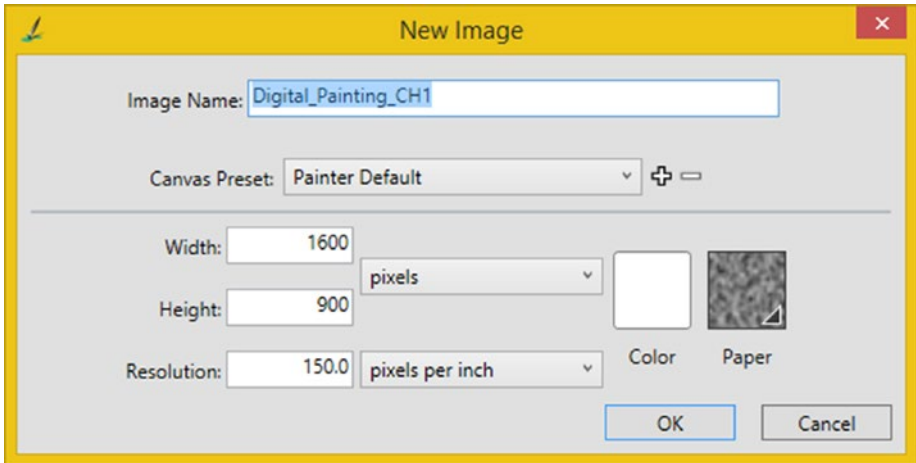 New Image
Image Name: Digital_Painting_CH1
Canvas Preset: Painter Default
Width: 1600
pixels
Height: 900
Resolution: 150.0 pixels per inch
Color Paper
OK Cancel